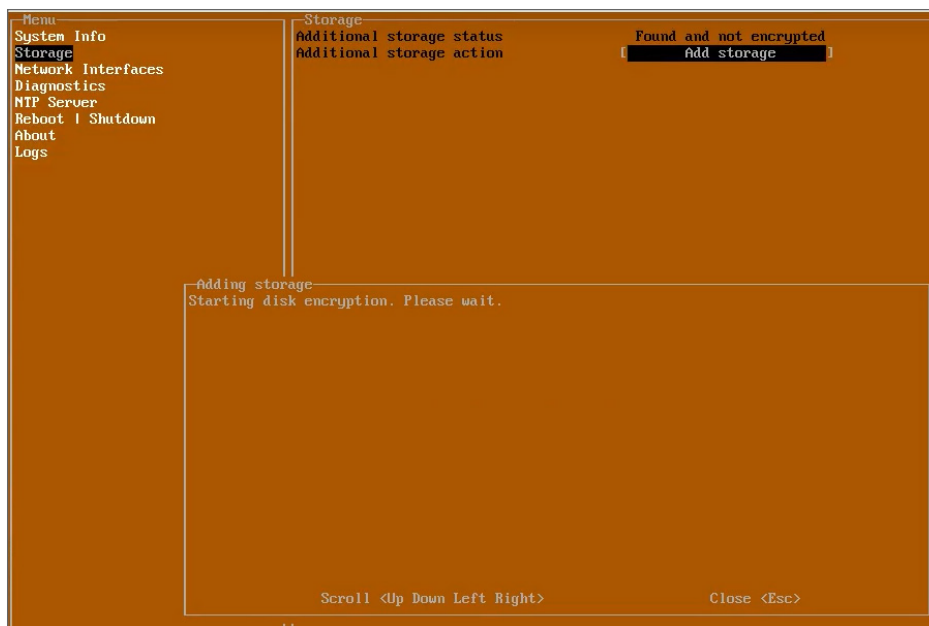 Menu
System Info
Storage
Network Interfaces
Diagnostics
NTP Server
Reboot | Shutdown
About
Logs
Storage
Additional storage status Found and not encrypted
Additional storage action [ Add storage ]
Adding storage
Starting disk encryption. Please wait.
Scroll <Up Down Left Right> Close <Esc>